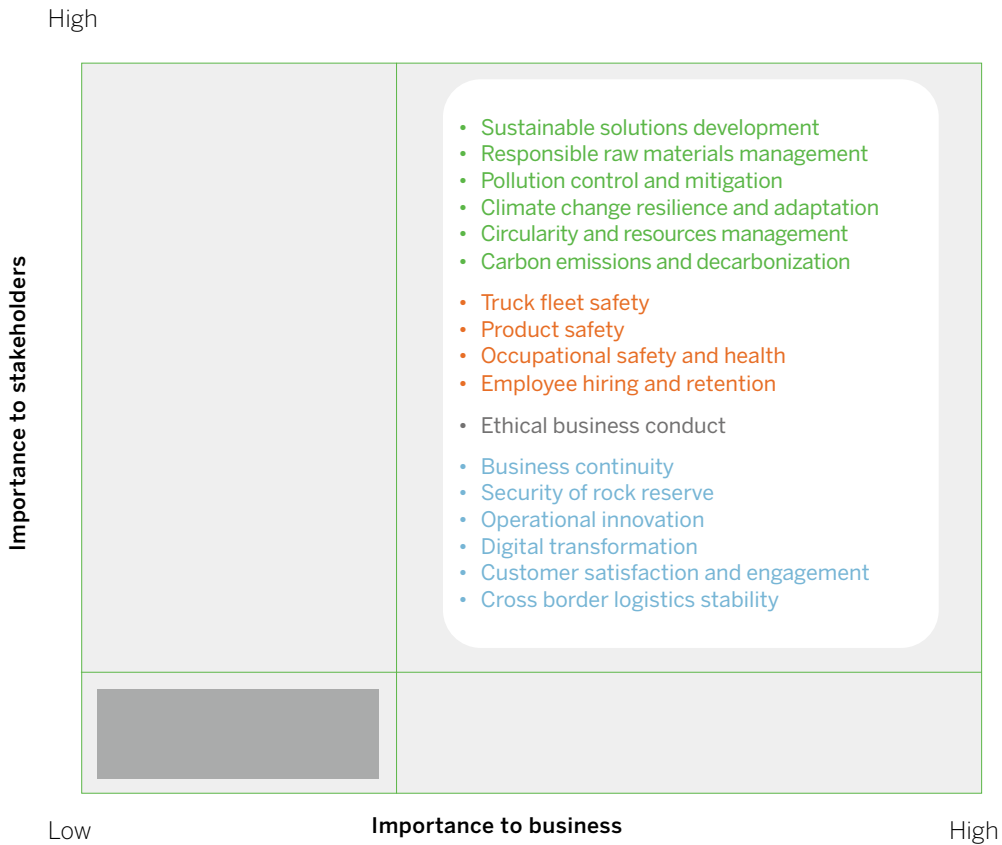 High
Importance to stakeholders
• Sustainable solutions development
• Responsible raw materials management
• Pollution control and mitigation
• Climate change resilience and adaptation
• Circularity and resources management
• Carbon emissions and decarbonization
• Truck fleet safety
• Product safety
• Occupational safety and health
• Employee hiring and retention
• Ethical business conduct
• Business continuity
• Security of rock reserve
• Operational innovation
• Digital transformation
• Customer satisfaction and engagement
• Cross border logistics stability
Low
Importance to business
High